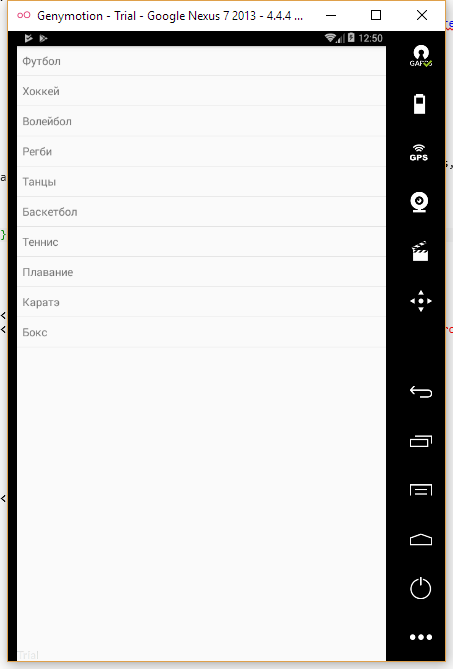 Genymotion - Trial - Google Nexus 7 2013 - 4.4.4 ...
12:50
Футбол
Хоккей
Волейбол
Регби
Танцы
Баскетбол
Теннис
Плавание
Каратэ
Бокс
Trial
GAPPS
GPS